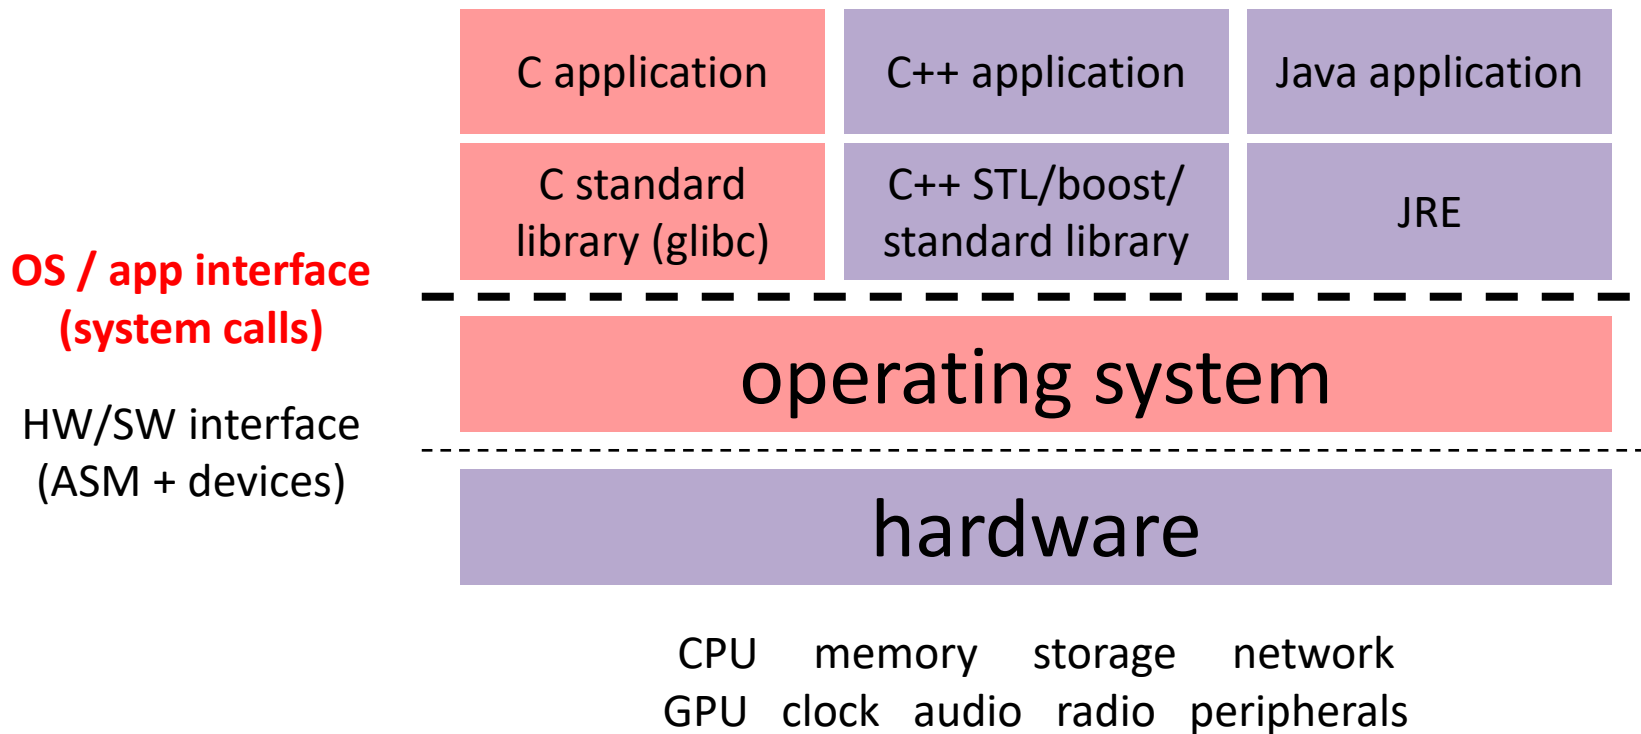 C application
C++ application
Java application
C standard
library (glibc)
C++ STL/boost/
standard library
JRE
OS / app interface
(system calls)
operating system
HW/SW interface
(ASM + devices)
hardware
CPU memory storage network
GPU clock audio radio peripherals